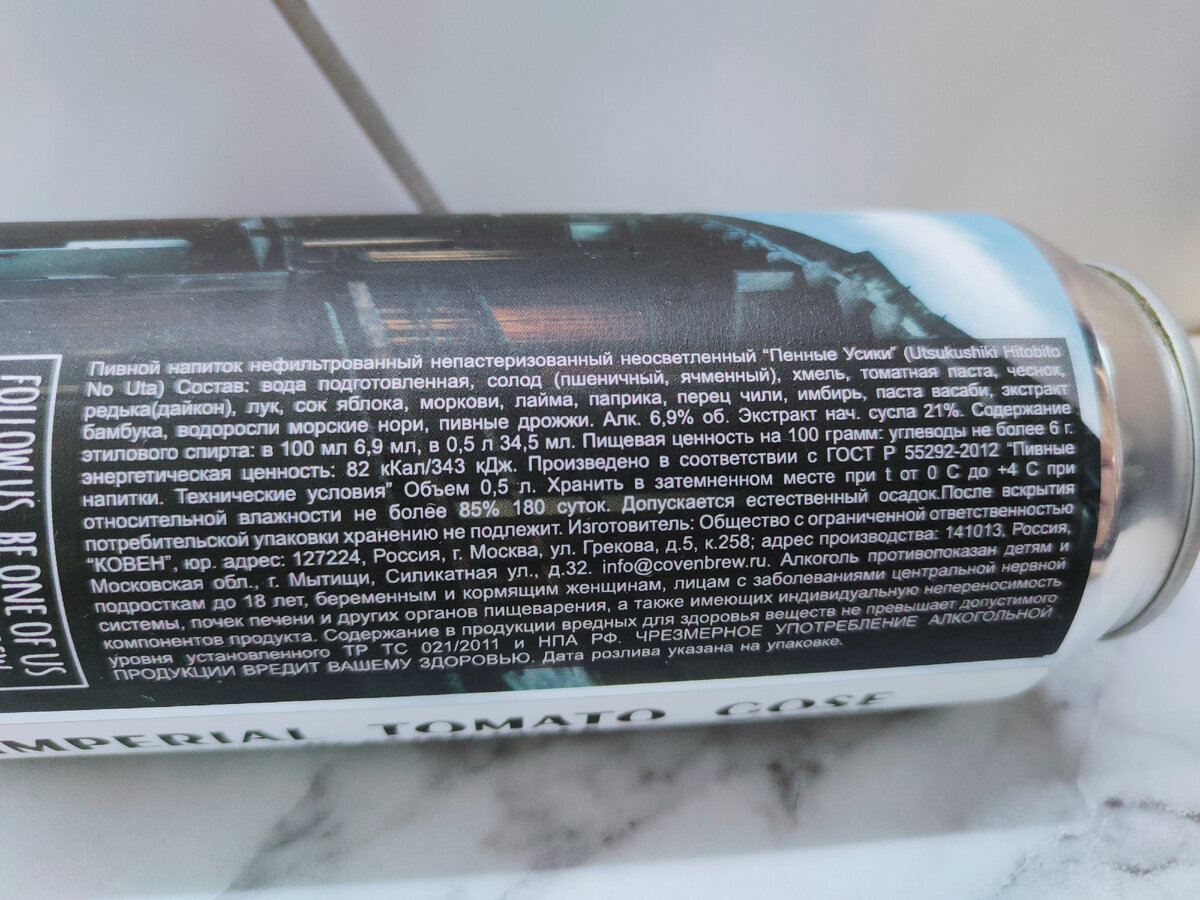 Пивной напиток нефильтрованный непастеризованный неосветленный “Пенные Усики” (Utsukushiki Hitobito
No Uta) Состав: вода подготовленная, солод (пшеничный, ячменный), хмель, томатная паста, чеснок,
редька(дайкон), лук, сок яблока, моркови, лайма, паприка, перец чили, имбирь, паста васаби, экстракт
бамбука, водоросли морские нори, пивные дрожжи. Алк. 6,9% об. Экстракт нач. сусла 21%. Содержание
этилового спирта: в 100 мл 6,9 мл, в 0,5 л 34,5 мл. Пищевая ценность на 100 грамм: углеводы не более 6 г.
энергетическая ценность: 82 кКал/343 кДж. Произведено в соответствии с ГОСТ Р 55292-2012 “Пивные
напитки. Технические условия” Объем 0,5 л. Хранить в затемненном месте при t от 0 С до +4 С при
относительной влажности не более 85% 180 суток. Допускается естественный осадок.После вскрытия
потребительской упаковки хранению не подлежит. Изготовитель: Общество с ограниченной ответственностью
“КОВЕН”, юр. адрес: 127224, Россия, г. Москва, ул. Грекова, д.5, к.258; адрес производства: 141013, Россия,
Московская обл., г. Мытищи, Силикатная ул., д.32. info@covenbrew.ru. Алкоголь противопоказан детям и
подросткам до 18 лет, беременным и кормящим женщинам, лицам с заболеваниями центральной нервной
системы, почек печени и других органов пищеварения, а также имеющих индивидуальную непереносимость
компонентов продукта. Содержание в продукции вредных для здоровья веществ не превышает допустимого
уровня установленного ТР ТС 021/2011 и НПА РФ. ЧРЕЗМЕРНОЕ УПОТРЕБЛЕНИЕ АЛКОГОЛЬНОЙ
ПРОДУКЦИИ ВРЕДИТ ВАШЕМУ ЗДОРОВЬЮ. Дата розлива указана на упаковке.
FOLLOW US BE ONE OF US
IMPERIAL TOMATO GOSE